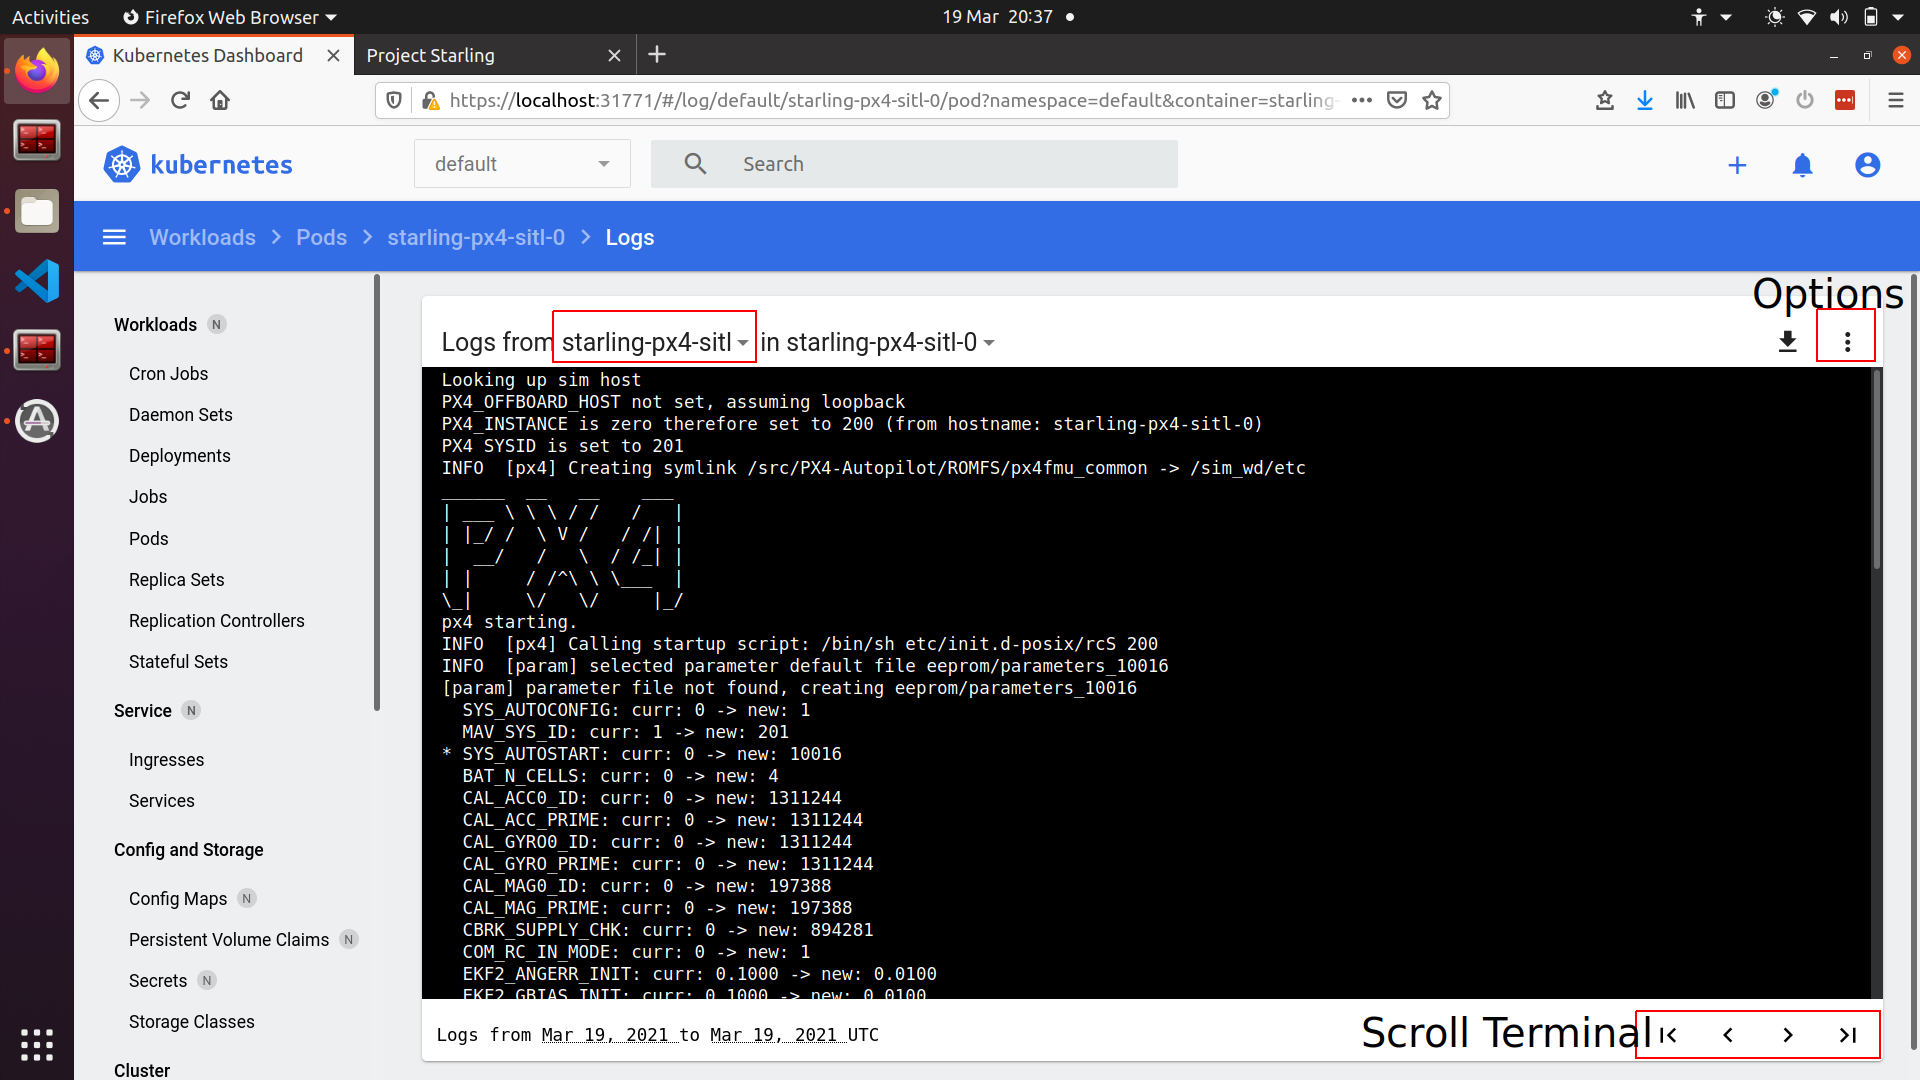 Activities Firefox Web Browser 19 Mar 20:37
Kubernetes Dashboard Project Starling
https://localhost:31771/#/log/default/starling-px4-sitl-0/pod?namespace=default&container=starling-
kubernetes default Search
Workloads Pods starling-px4-sitl-0 Logs
Options
Workloads N
Cron Jobs
Daemon Sets
Deployments
Jobs
Pods
Replica Sets
Replication Controllers
Stateful Sets
Service N
Ingresses
Services
Config and Storage
Config Maps N
Persistent Volume Claims N
Secrets N
Storage Classes
Cluster
Logs from starling-px4-sitl in starling-px4-sitl-0
Looking up sim host
PX4_OFFBOARD_HOST not set, assuming loopback
PX4_INSTANCE is zero therefore set to 200 (from hostname: starling-px4-sitl-0)
PX4 SYSID is set to 201
INFO  [px4] Creating symlink /src/PX4-Autopilot/ROMFS/px4fmu_common -> /sim_wd/etc
______  __   __    ___
| ___ \ \ \ / /   /   |
| |_/ /  \ V /   / /| |
|  __/   /   \  / /_| |
| |     / /^\ \ \___  |
\_|     \/   \/     |_/
px4 starting.
INFO  [px4] Calling startup script: /bin/sh etc/init.d-posix/rcS 200
INFO  [param] selected parameter default file eeprom/parameters_10016
[param] parameter file not found, creating eeprom/parameters_10016
  SYS_AUTOCONFIG: curr: 0 -> new: 1
  MAV_SYS_ID: curr: 1 -> new: 201
* SYS_AUTOSTART: curr: 0 -> new: 10016
  BAT_N_CELLS: curr: 0 -> new: 4
  CAL_ACC0_ID: curr: 0 -> new: 1311244
  CAL_ACC_PRIME: curr: 0 -> new: 1311244
  CAL_GYRO0_ID: curr: 0 -> new: 1311244
  CAL_GYRO_PRIME: curr: 0 -> new: 1311244
  CAL_MAG0_ID: curr: 0 -> new: 197388
  CAL_MAG_PRIME: curr: 0 -> new: 197388
  CBRK_SUPPLY_CHK: curr: 0 -> new: 894281
  COM_RC_IN_MODE: curr: 0 -> new: 1
  EKF2_ANGERR_INIT: curr: 0.1000 -> new: 0.0100
  EKF2_GBIAS_INIT: curr: 0.1000 -> new: 0.0100
Logs from Mar 19, 2021 to Mar 19, 2021 UTC
Scroll Terminal